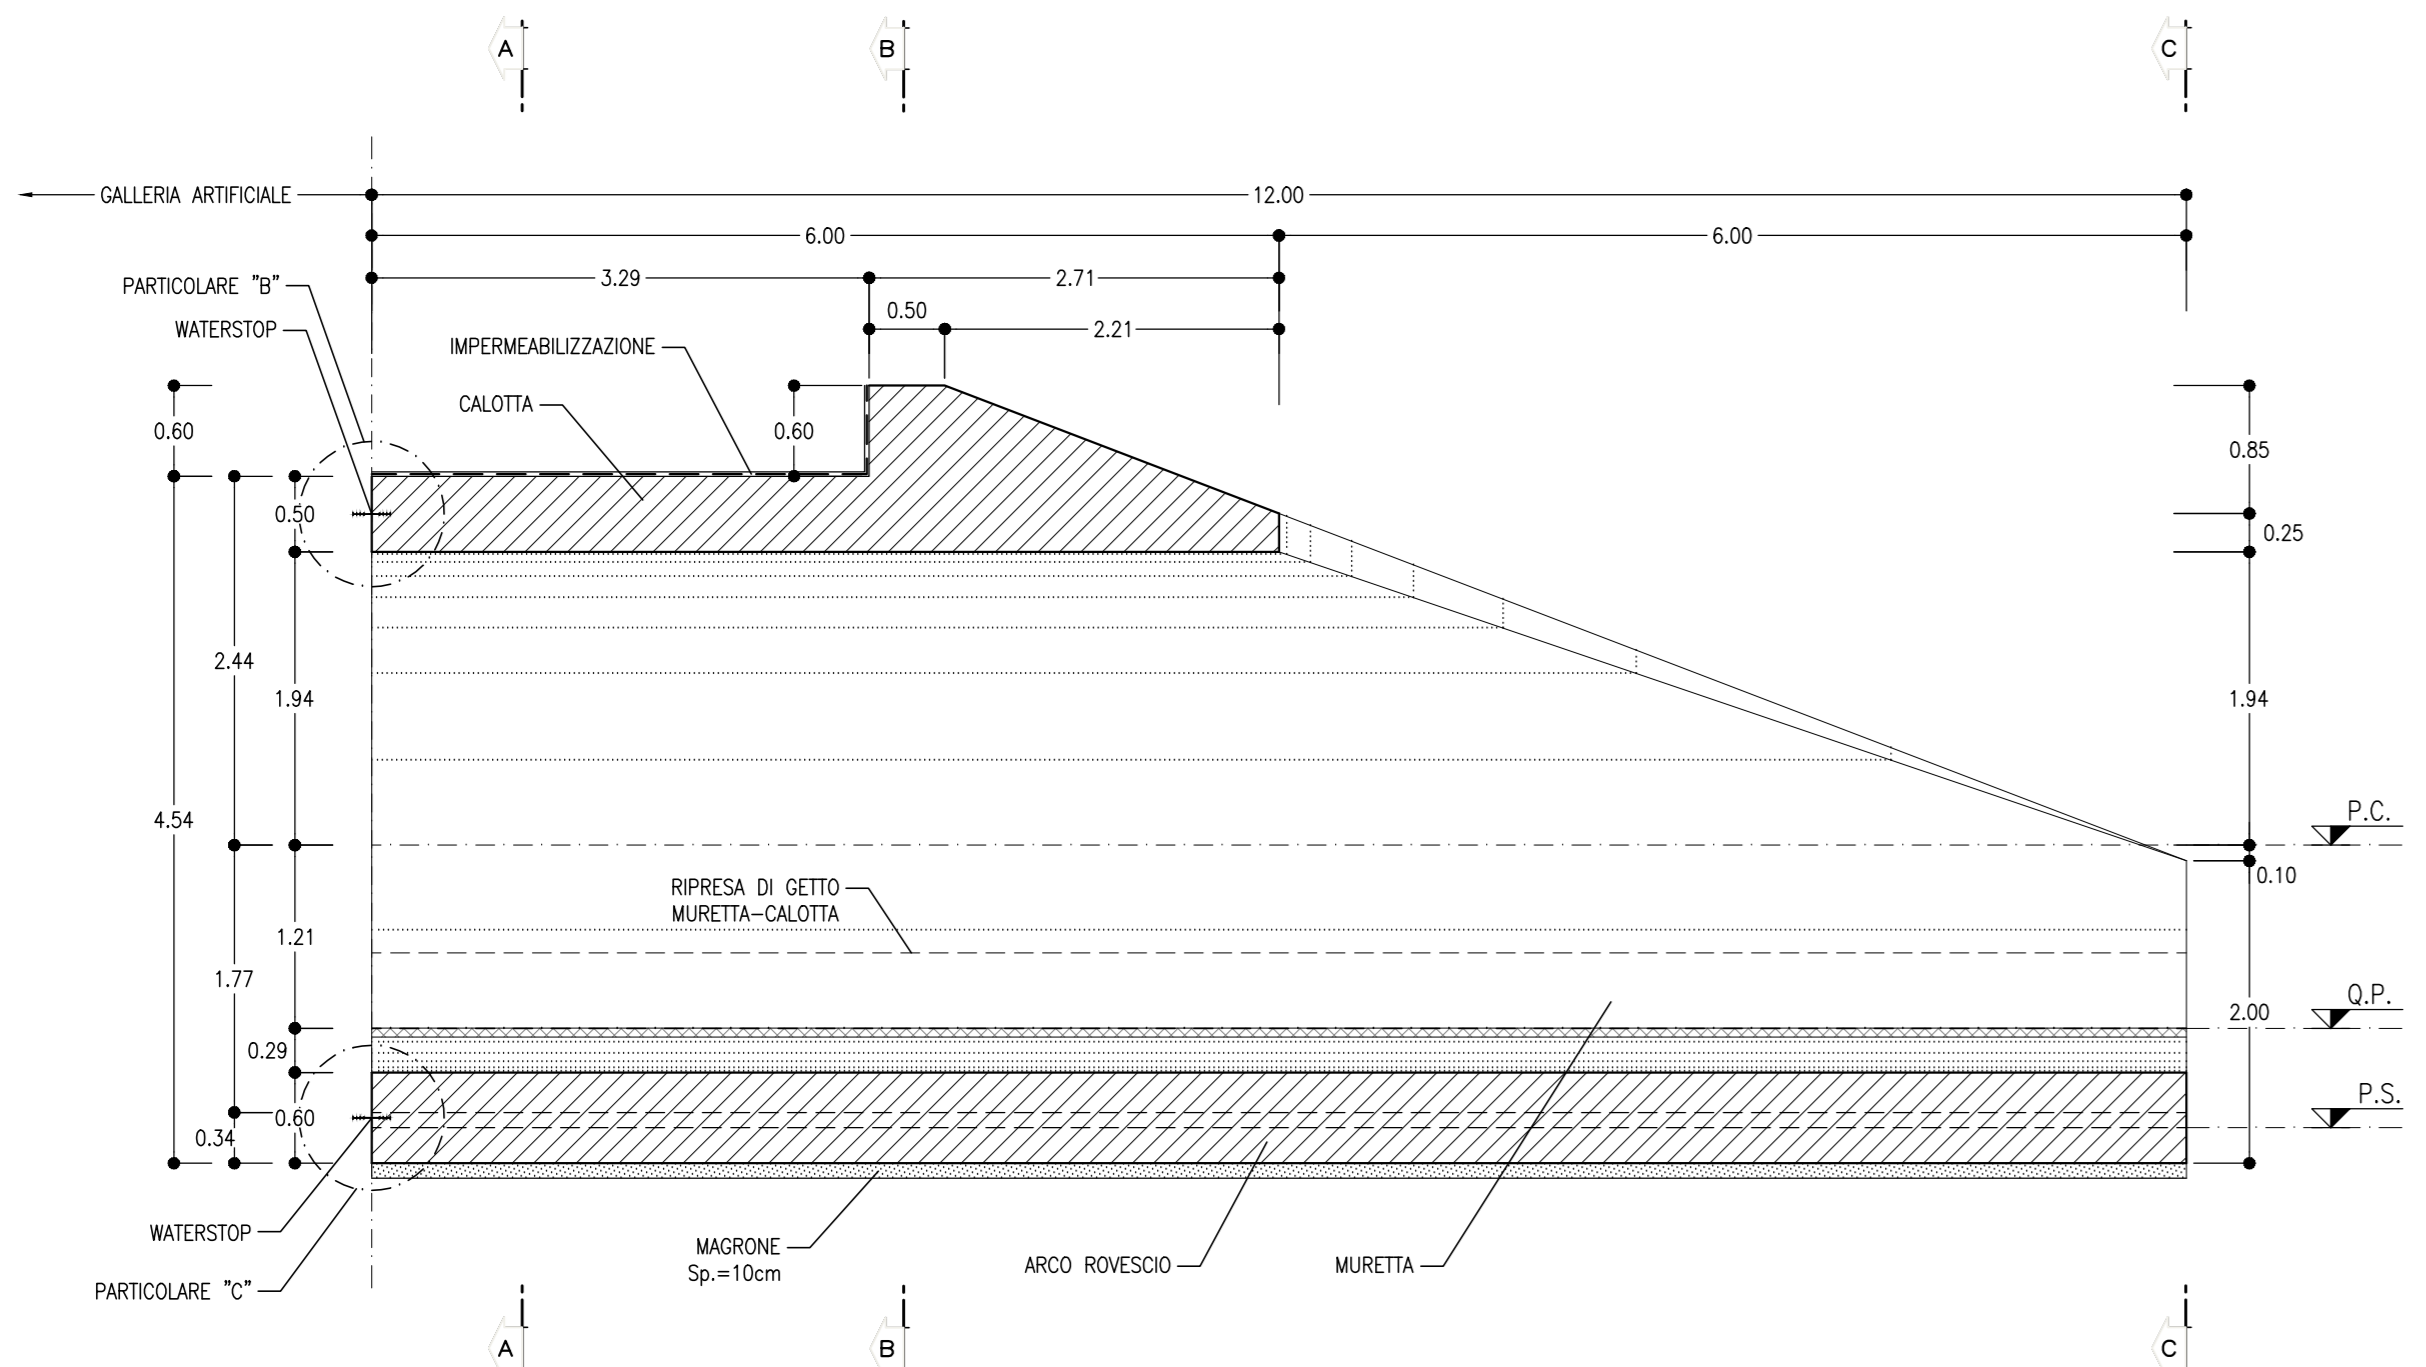 A
B
C
GALLERIA ARTIFICIALE
12.00
6.00
6.00
3.29
2.71
PARTICOLARE "B"
0.50
2.21
WATERSTOP
IMPERMEABILIZZAZIONE
CALOTTA
0.60
0.60
0.85
0.50
0.25
2.44
1.94
1.94
P.C.
4.54
0.10
RIPRESA DI GETTO
MURETTA-CALOTTA
1.21
1.77
Q.P.
2.00
0.29
P.S.
0.60
0.34
WATERSTOP
MAGRONE
Sp.=10cm
ARCO ROVESCIO
MURETTA
PARTICOLARE "C"
A
B
C